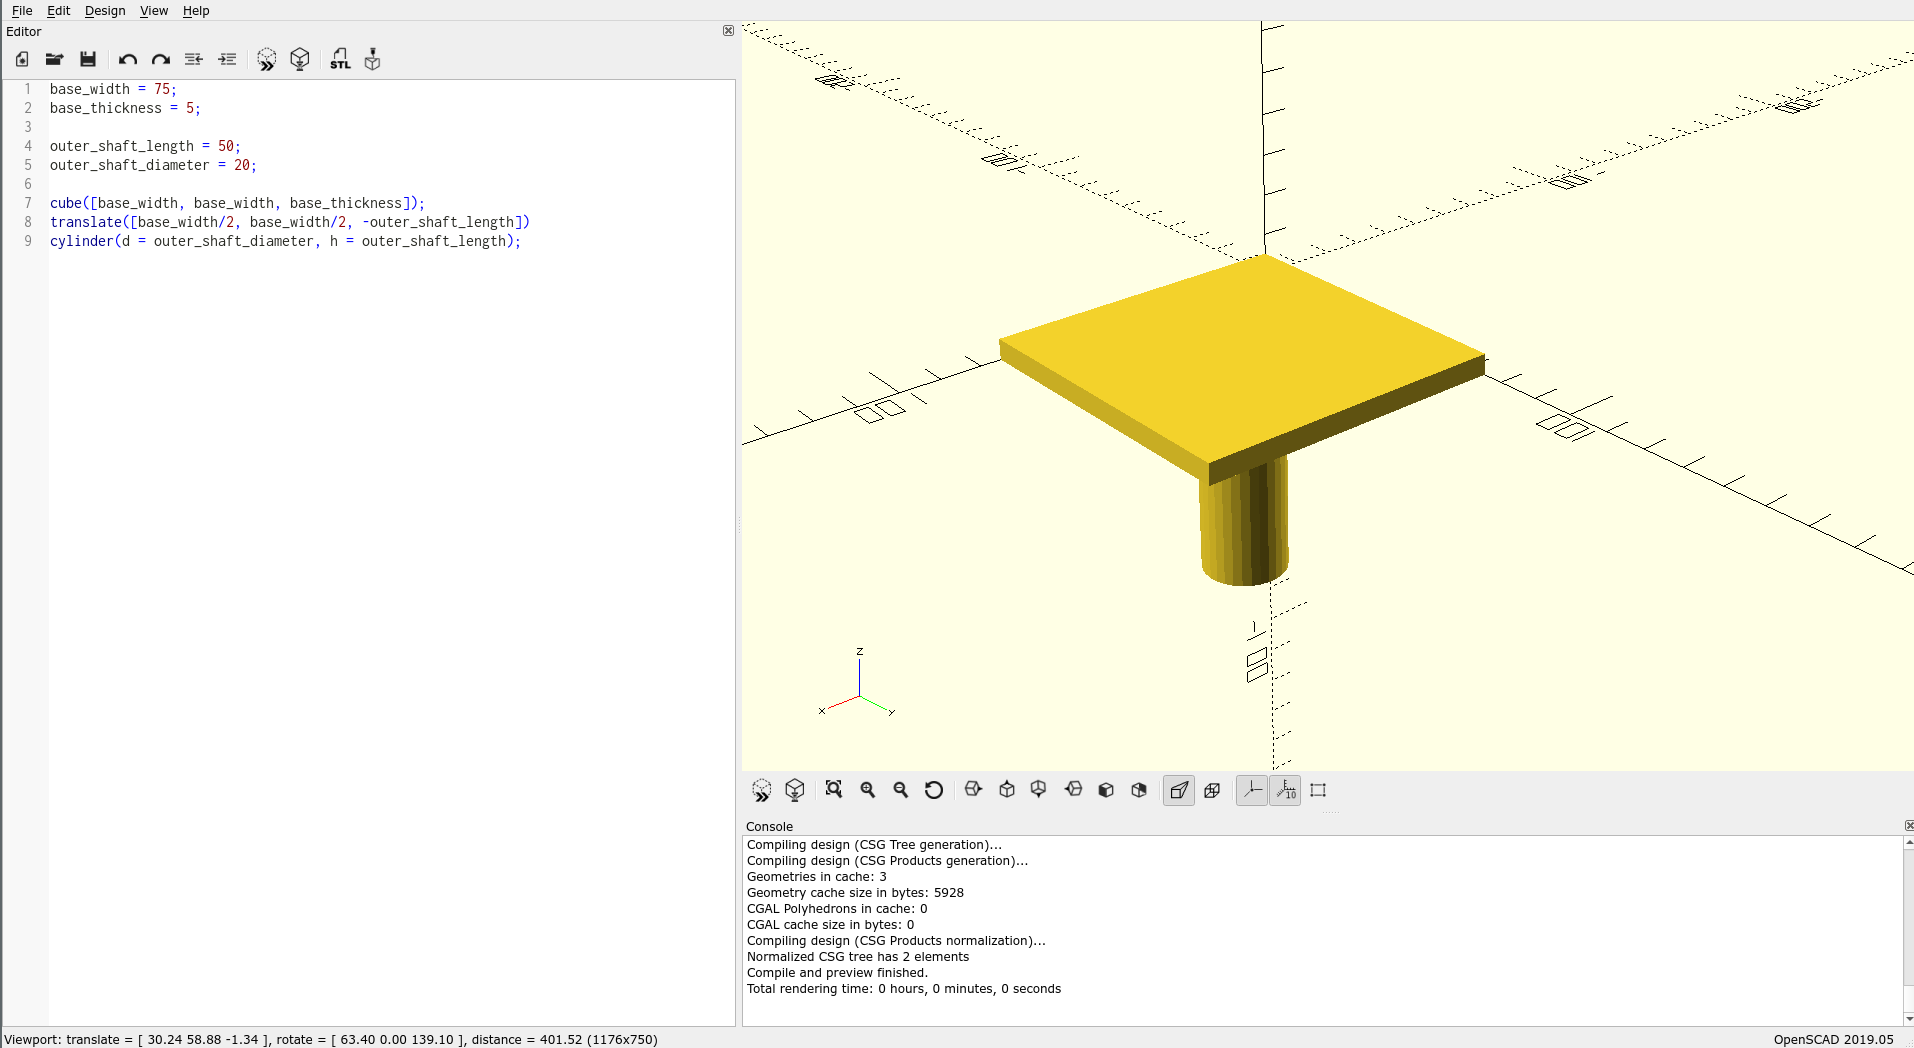 File Edit Design View Help
Editor
STL
1 base_width = 75;
2 base_thickness = 5;
3
4 outer_shaft_length = 50;
5 outer_shaft_diameter = 20;
6
7 cube([base_width, base_width, base_thickness]);
8 translate([base_width/2, base_width/2, -outer_shaft_length])
9 cylinder(d = outer_shaft_diameter, h = outer_shaft_length);
z
x
y
10
Console
Compiling design (CSG Tree generation)...
Compiling design (CSG Products generation)...
Geometries in cache: 3
Geometry cache size in bytes: 5928
CGAL Polyhedrons in cache: 0
CGAL cache size in bytes: 0
Compiling design (CSG Products normalization)...
Normalized CSG tree has 2 elements
Compile and preview finished.
Total rendering time: 0 hours, 0 minutes, 0 seconds
Viewport: translate = [ 30.24 58.88 -1.34 ], rotate = [ 63.40 0.00 139.10 ], distance = 401.52 (1176x750)
OpenSCAD 2019.05